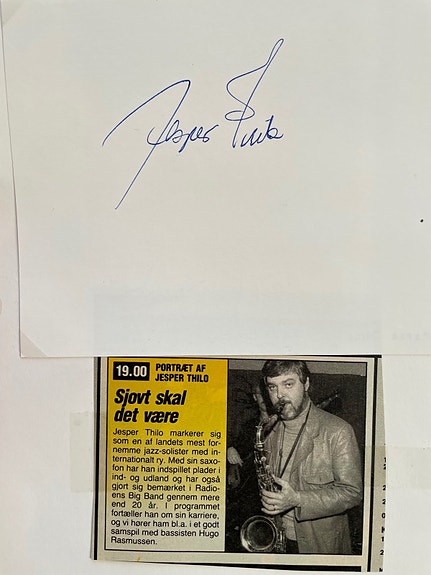 Jesper Thilo
19.00 PORTRÆT AF
JESPER THILO
Sjovt skal
det være
Jesper Thilo markerer sig
som en af landets mest for-
nemme jazz-solister med in-
ternationalt ry. Med sin saxo-
fon har han indspillet plader i
ind- og udland og har også
gjort sig bemærket i Radio-
ens Big Band gennem mere
end 20 år. I programmet
fortæller han om sin karriere,
og vi hører ham bl.a. i et godt
samspil med bassisten Hugo
Rasmussen.